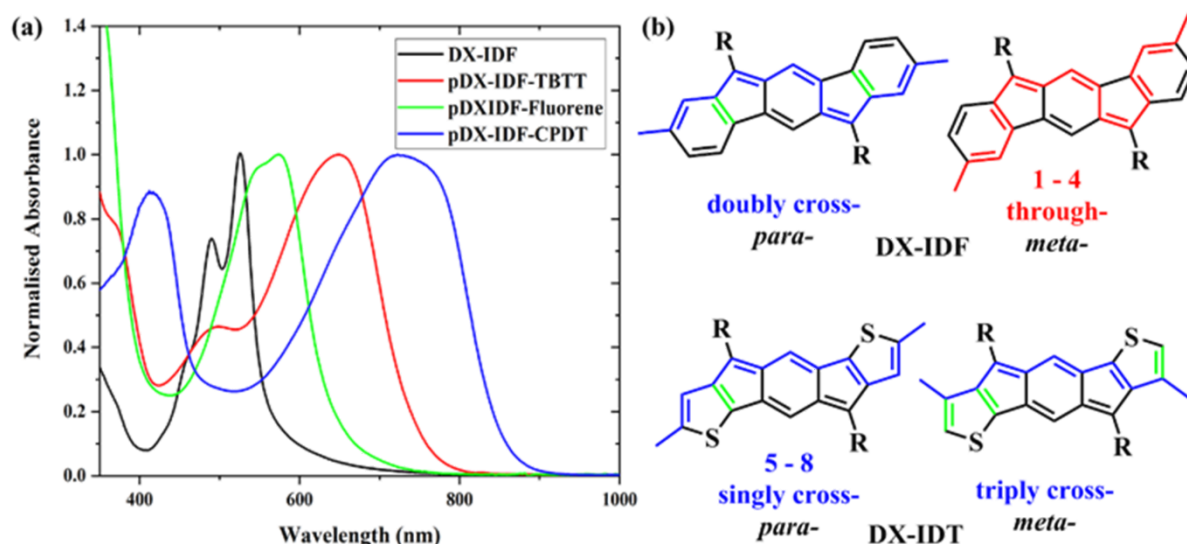 (a)
Normalised Absorbance
1.4
1.2
1.0
0.8
0.6
0.4
0.2
0.0
400
600
800
1000
Wavelength (nm)
DX-IDF
pDX-IDF-TBTT
pDXIDF-Fluorene
pDX-IDF-CPDT
(b)
R
R
doubly cross-
para-
R
R
1 - 4
through-
meta-
DX-IDF
R
S
S
R
5 - 8
singly cross-
para-
R
S
S
R
triply cross-
meta-
DX-IDT